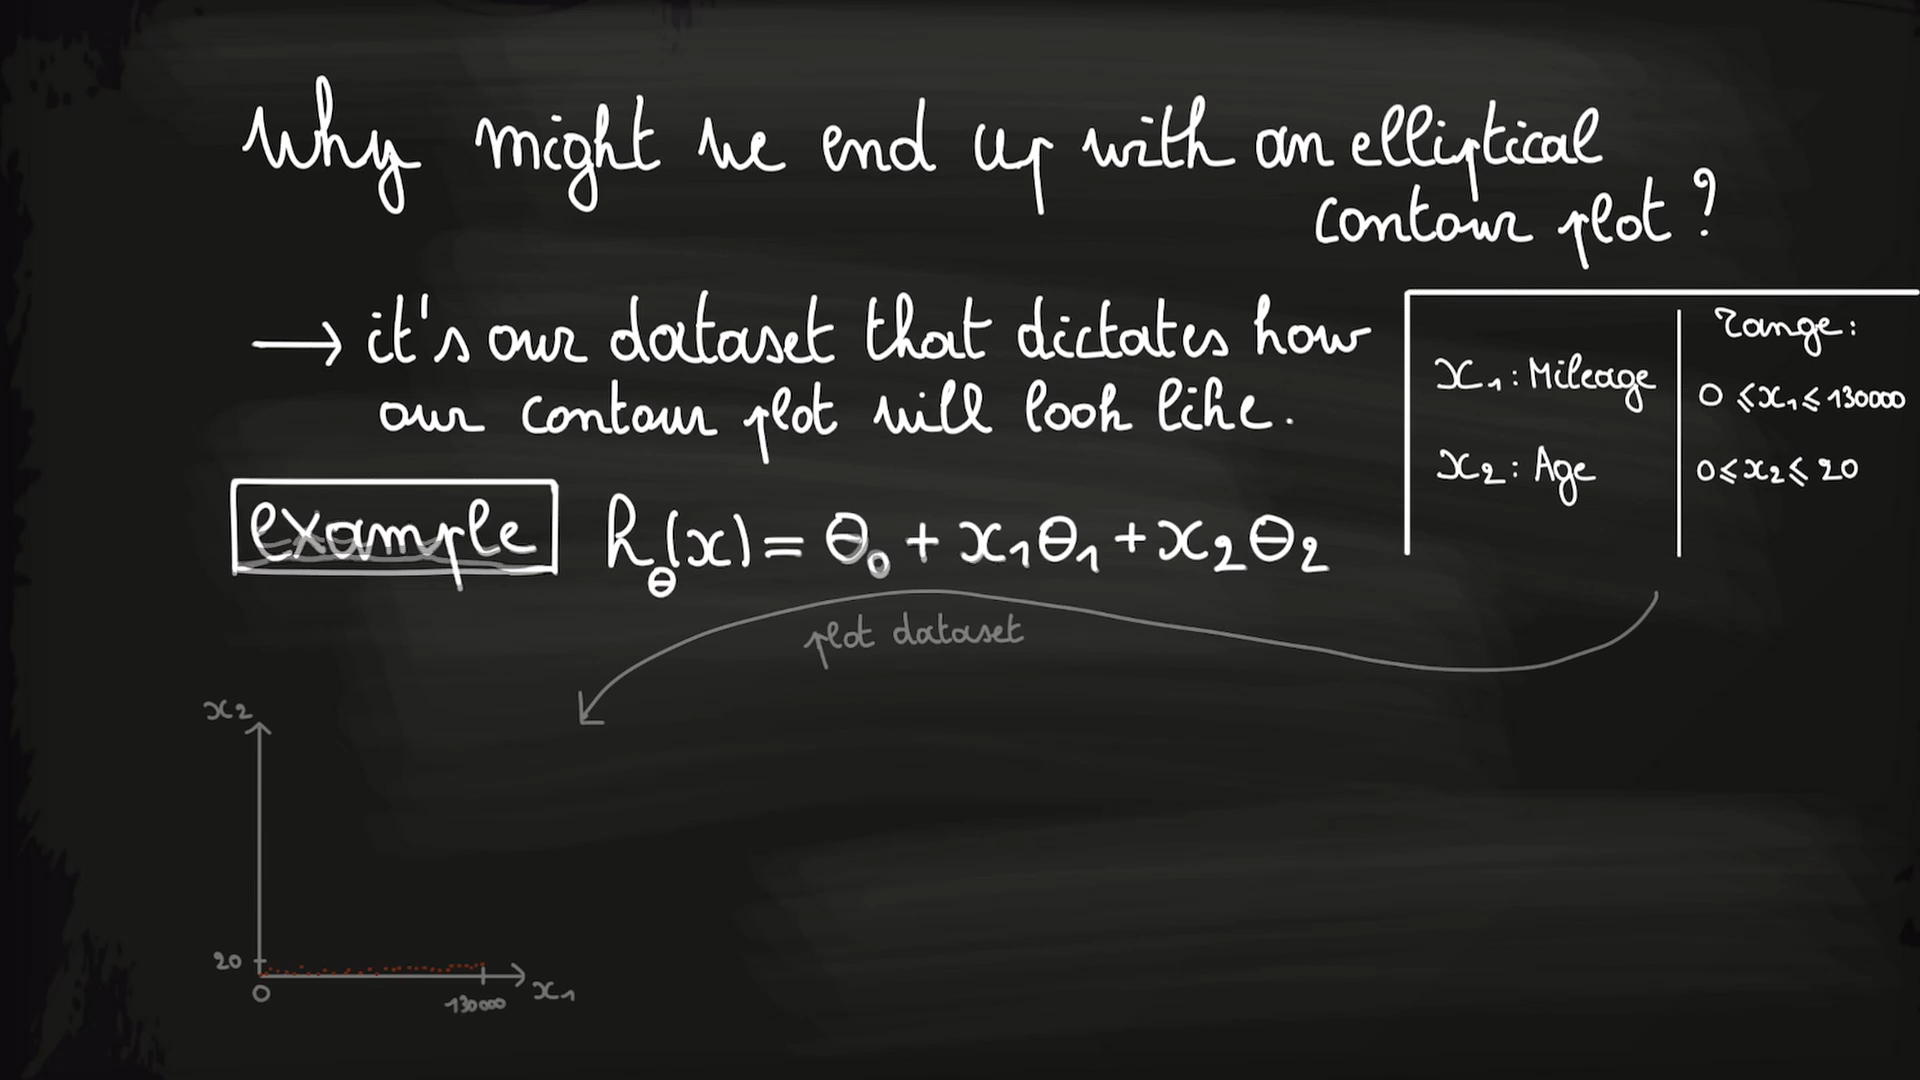 Why might we end up with an elliptical
contour plot?
→ it's our dataset that dictates how
our contour plot will look like.
x₁: Mileage
x₂: Age
range:
0 ⩽ x₁ ⩽ 130000
0 ⩽ x₂ ⩽ 20
example
h_θ(x) = θ₀ + x₁θ₁ + x₂θ₂
plot dataset
x₂
20
0
130000
x₁